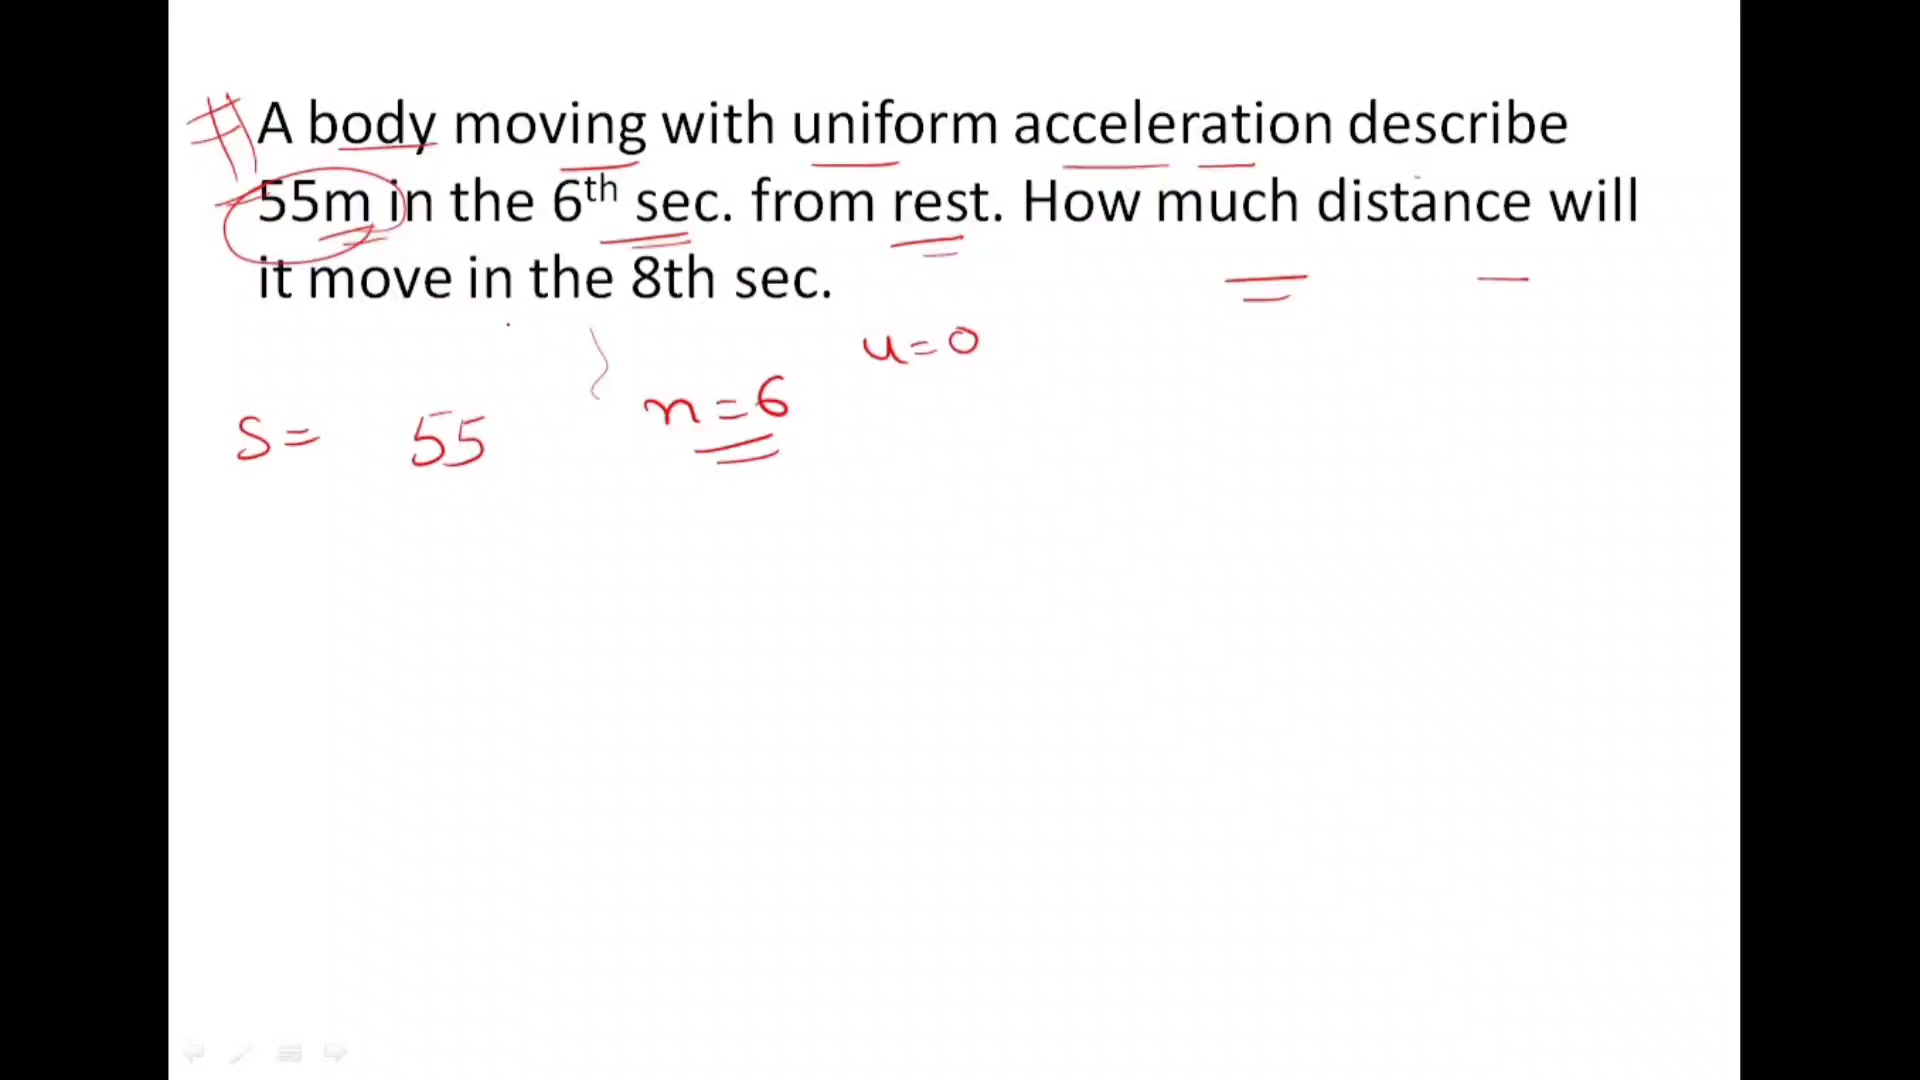 # A body moving with uniform acceleration describe
55m in the 6th sec. from rest. How much distance will
it move in the 8th sec.
u=0
n=6
S= 55